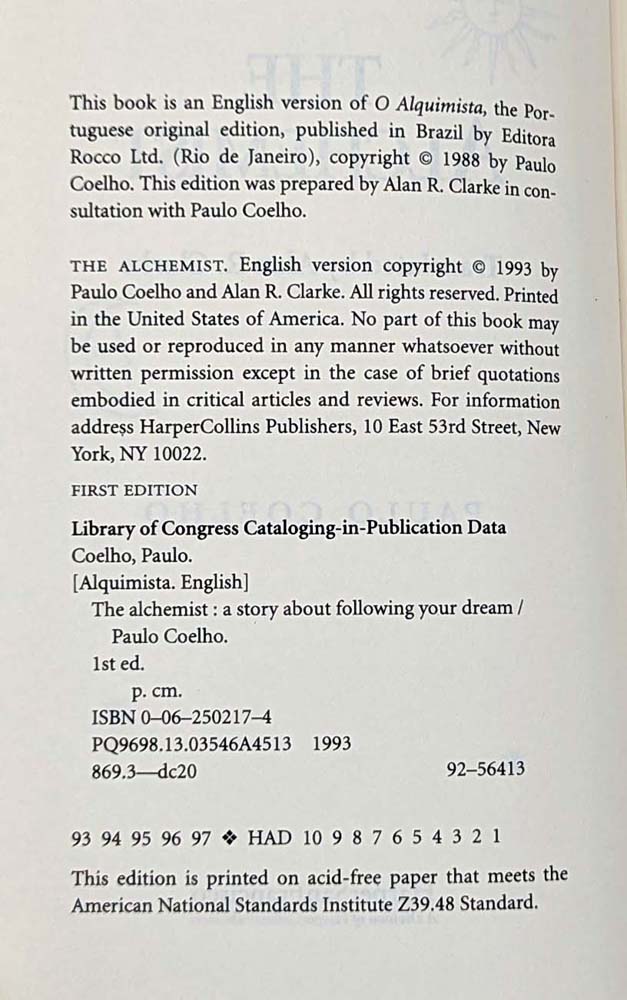 This book is an English version of O Alquimista, the Por-
tuguese original edition, published in Brazil by Editora
Rocco Ltd. (Rio de Janeiro), copyright © 1988 by Paulo
Coelho. This edition was prepared by Alan R. Clarke in con-
sultation with Paulo Coelho.
THE ALCHEMIST. English version copyright © 1993 by
Paulo Coelho and Alan R. Clarke. All rights reserved. Printed
in the United States of America. No part of this book may
be used or reproduced in any manner whatsoever without
written permission except in the case of brief quotations
embodied in critical articles and reviews. For information
address HarperCollins Publishers, 10 East 53rd Street, New
York, NY 10022.
FIRST EDITION
Library of Congress Cataloging-in-Publication Data
Coelho, Paulo.
[Alquimista. English]
The alchemist : a story about following your dream /
Paulo Coelho.
1st ed.
p. cm.
ISBN 0–06–250217–4
PQ9698.13.03546A4513 1993
869.3—dc20 92–56413
93 94 95 96 97 ❖ HAD 10 9 8 7 6 5 4 3 2 1
This edition is printed on acid-free paper that meets the
American National Standards Institute Z39.48 Standard.